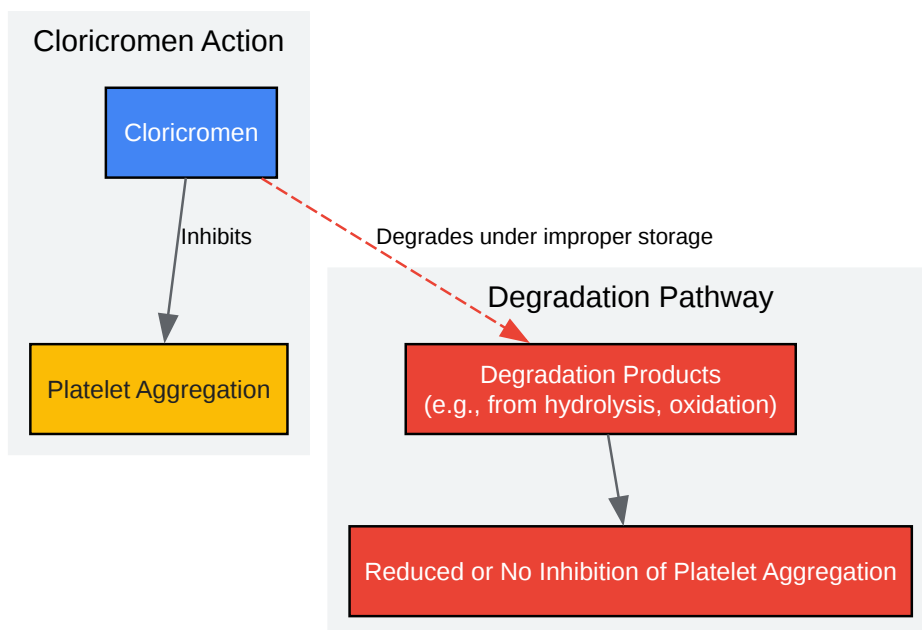 Cloricromen Action
Cloricromen
Inhibits
Degrades under improper storage
Degradation Pathway
Platelet Aggregation
Degradation Products
(e.g., from hydrolysis, oxidation)
Reduced or No Inhibition of Platelet Aggregation